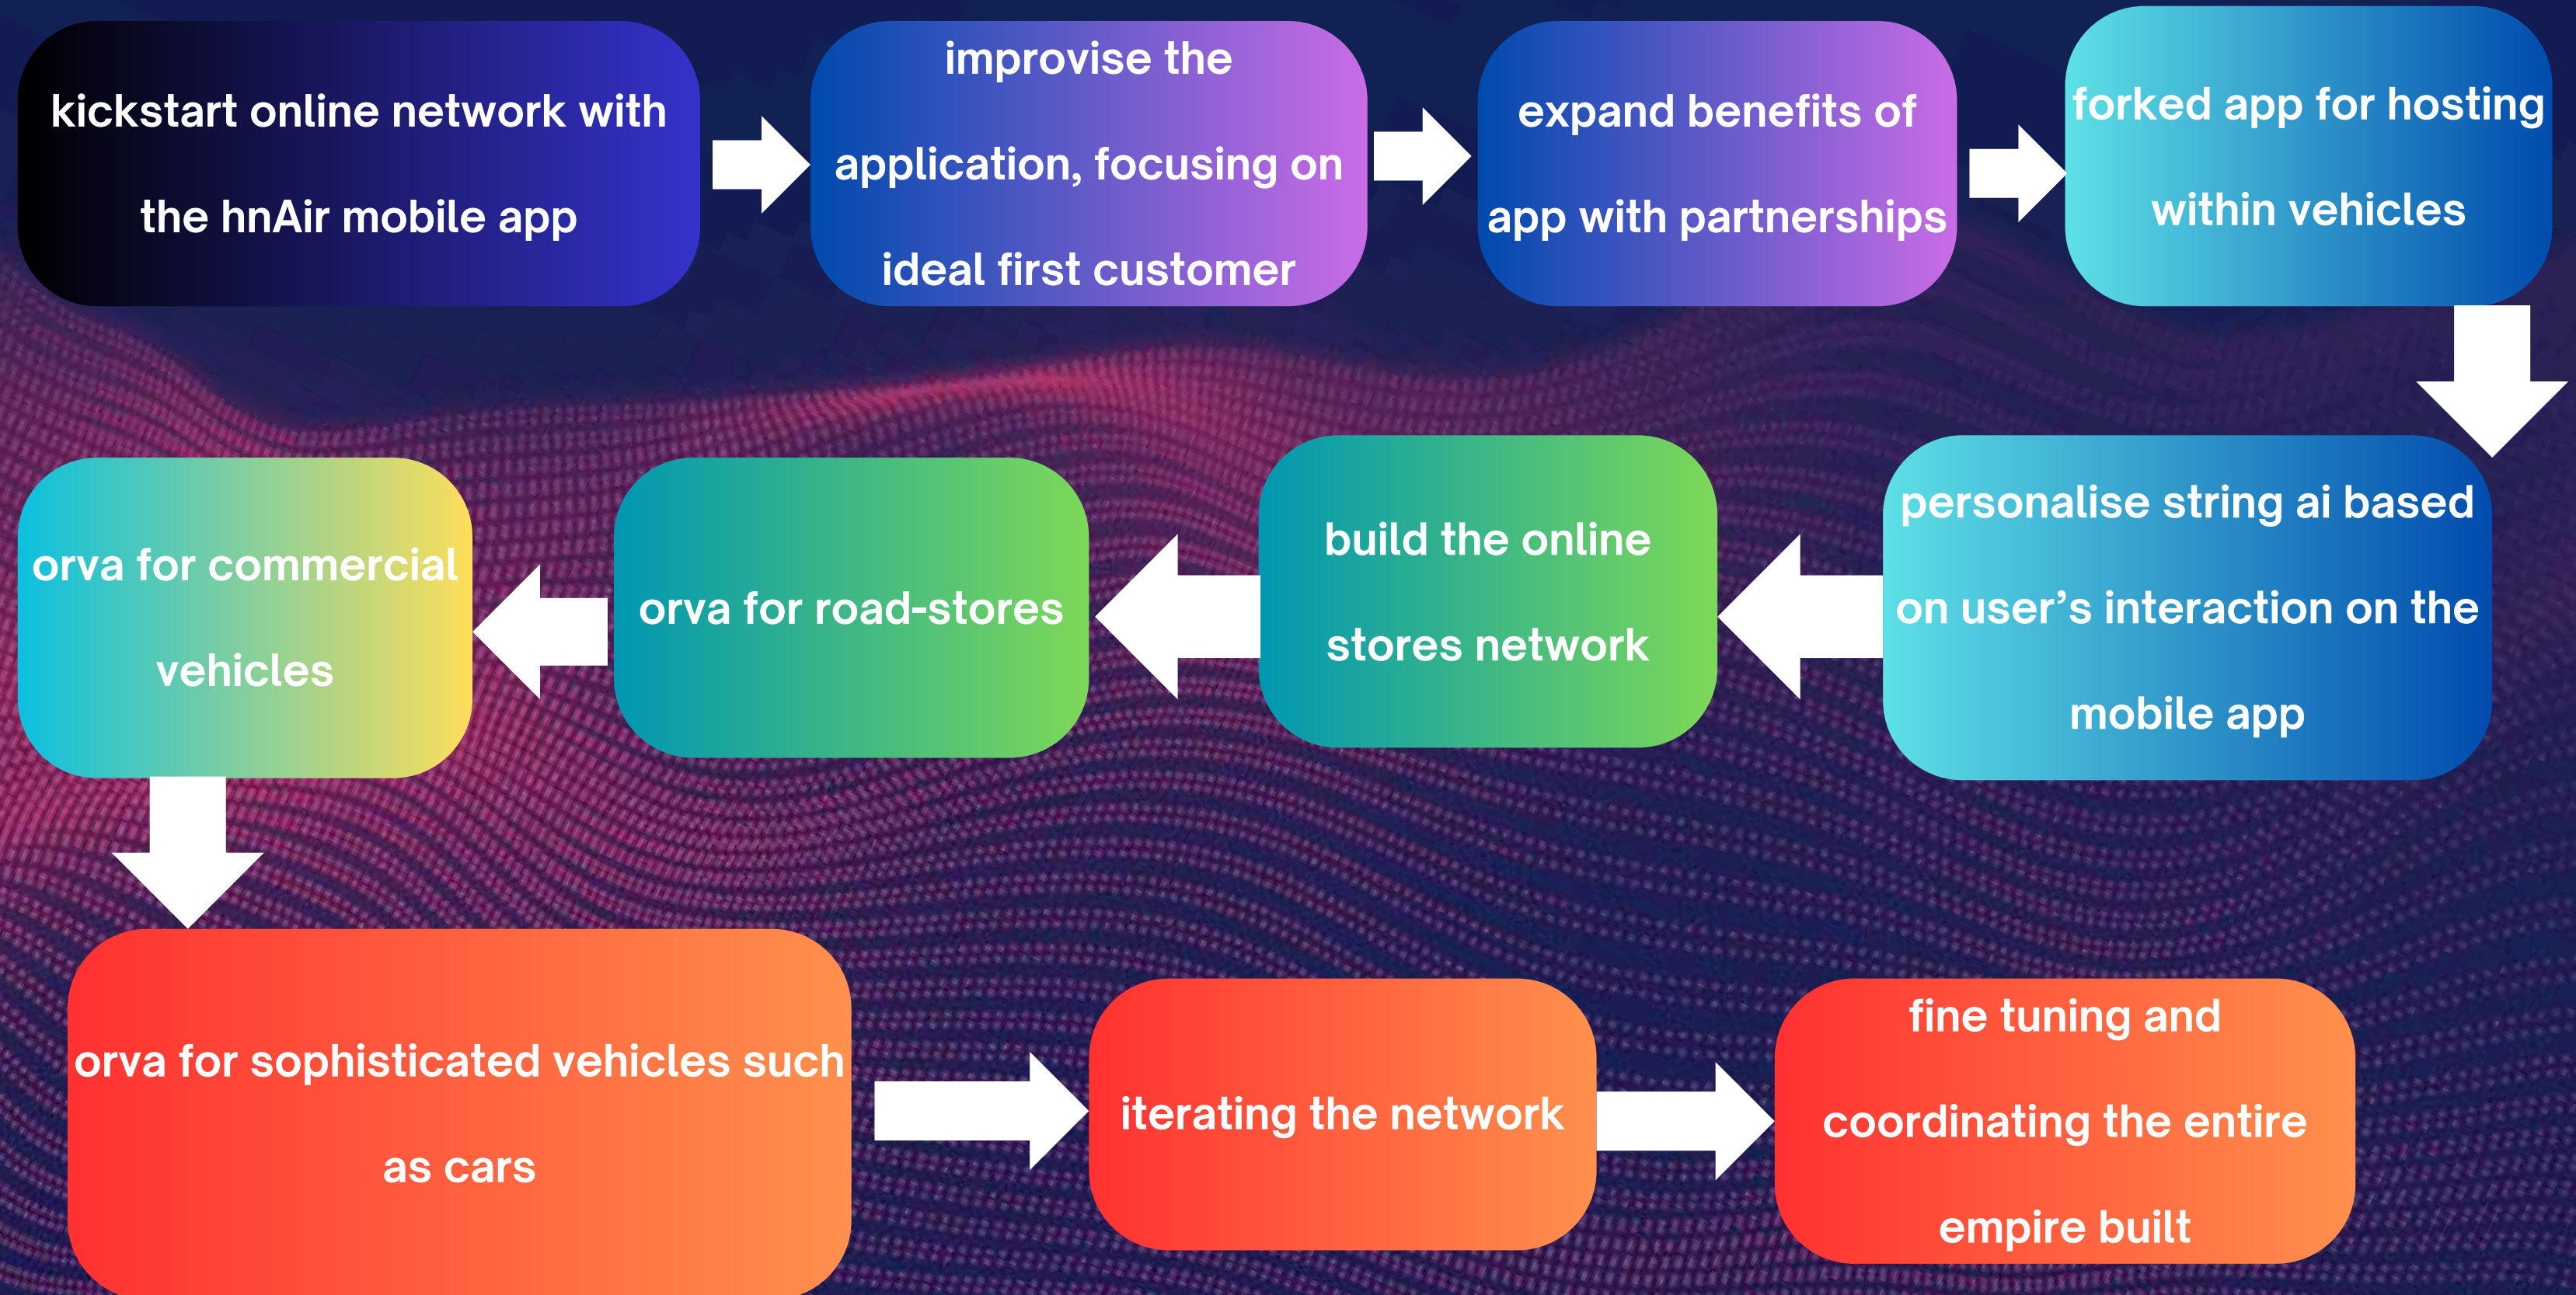 kickstart online network with
the hnAir mobile app
improvise the
application, focusing on
ideal first customer
expand benefits of
app with partnerships
forked app for hosting
within vehicles
personalise string ai based
on user’s interaction on the
mobile app
build the online
stores network
orva for road-stores
orva for commercial
vehicles
orva for sophisticated vehicles such
as cars
iterating the network
fine tuning and
coordinating the entire
empire built